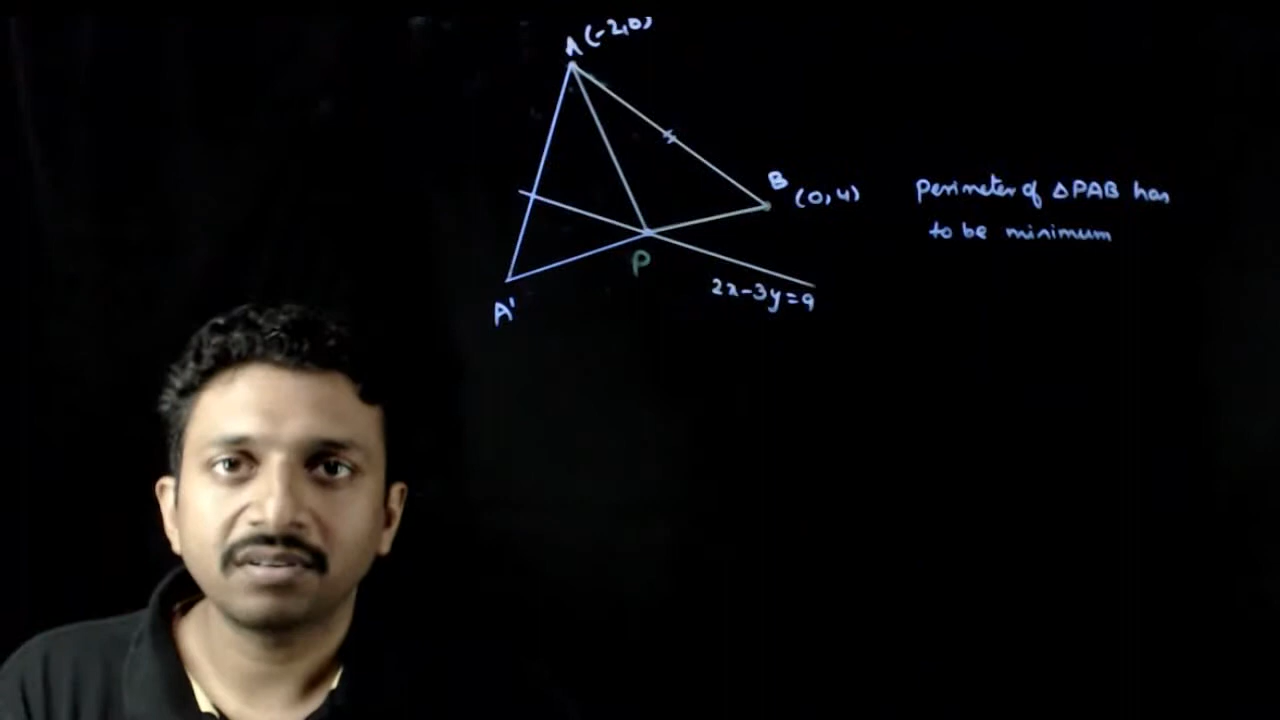 A (-2,0)
B (0,4)
Perimeter of ΔPAB has
to be minimum
P
2x-3y=9
A'